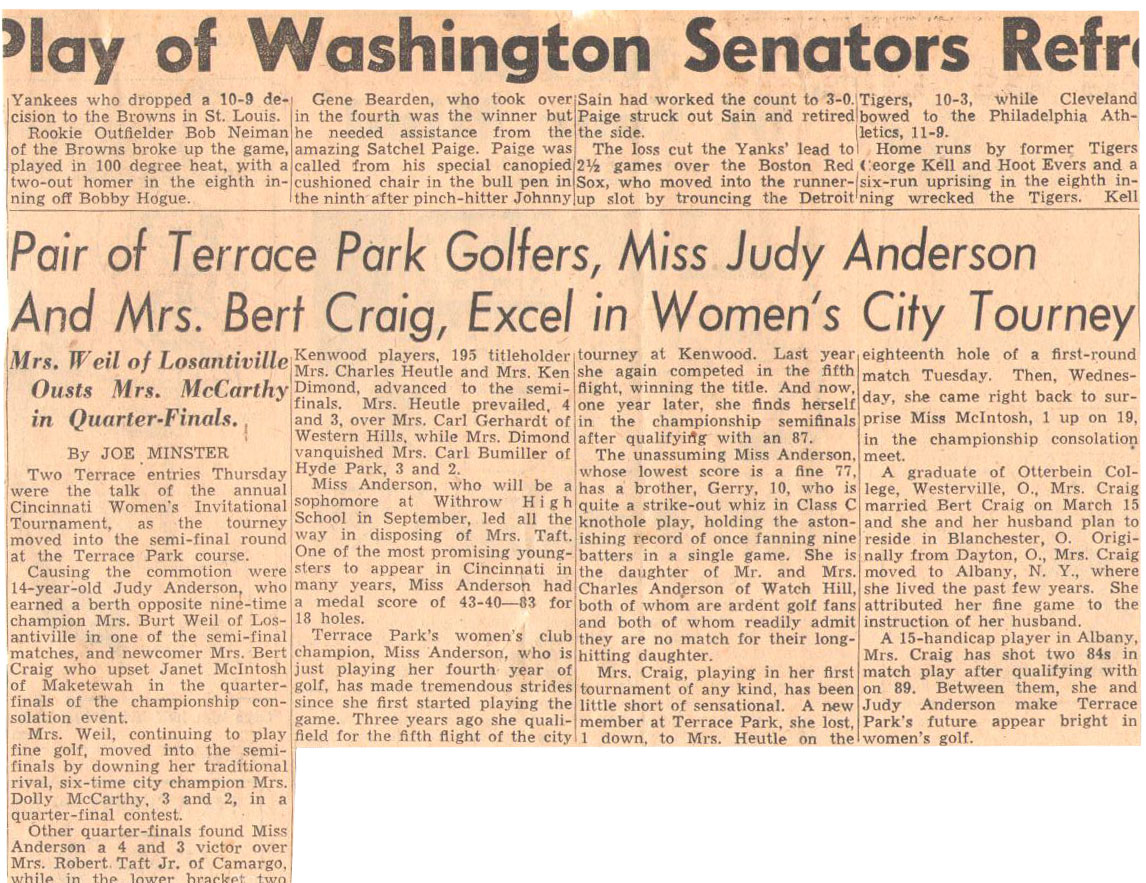 Play of Washington Senators Refre
Yankees who dropped a 10-9 de-
cision to the Browns in St. Louis.
Rookie Outfielder Bob Neiman
of the Browns broke up the game,
played in 100 degree heat, with a
two-out homer in the eighth in-
ning off Bobby Hogue.
Gene Bearden, who took over
in the fourth was the winner but
he needed assistance from the
amazing Satchel Paige. Paige was
called from his special canopied
cushioned chair in the bull pen in
the ninth after pinch-hitter Johnny
Sain had worked the count to 3-0.
Paige struck out Sain and retired
the side.
The loss cut the Yanks' lead to
2½ games over the Boston Red
Sox, who moved into the runner-
up slot by trouncing the Detroit
Tigers, 10-3, while Cleveland
bowed to the Philadelphia Ath-
letics, 11-9.
Home runs by former Tigers
George Kell and Hoot Evers and a
six-run uprising in the eighth in-
ning wrecked the Tigers. Kell
Pair of Terrace Park Golfers, Miss Judy Anderson
And Mrs. Bert Craig, Excel in Women's City Tourney
Mrs. Weil of Losantiville
Ousts Mrs. McCarthy
in Quarter-Finals.
By JOE MINSTER
Two Terrace entries Thursday
were the talk of the annual
Cincinnati Women's Invitational
Tournament, as the tourney
moved into the semi-final round
at the Terrace Park course.
Causing the commotion were
14-year-old Judy Anderson, who
earned a berth opposite nine-time
champion Mrs. Burt Weil of Los-
antiville in one of the semi-final
matches, and newcomer Mrs. Bert
Craig who upset Janet McIntosh
of Maketewah in the quarter-
finals of the championship con-
solation event.
Mrs. Weil, continuing to play
fine golf, moved into the semi-
finals by downing her traditional
rival, six-time city champion Mrs.
Dolly McCarthy, 3 and 2, in a
quarter-final contest.
Other quarter-finals found Miss
Anderson a 4 and 3 victor over
Mrs. Robert Taft Jr. of Camargo,
while in the lower bracket two
Kenwood players, 195 titleholder
Mrs. Charles Heutle and Mrs. Ken
Dimond, advanced to the semi-
finals. Mrs. Heutle prevailed, 4
and 3, over Mrs. Carl Gerhardt of
Western Hills, while Mrs. Dimond
vanquished Mrs. Carl Bumiller of
Hyde Park, 3 and 2.
Miss Anderson, who will be a
sophomore at Withrow High
School in September, led all the
way in disposing of Mrs. Taft.
One of the most promising young-
sters to appear in Cincinnati in
many years, Miss Anderson had
a medal score of 43-40—83 for
18 holes.
Terrace Park's women's club
champion, Miss Anderson, who is
just playing her fourth year of
golf, has made tremendous strides
since she first started playing the
game. Three years ago she quali-
field for the fifth flight of the city
tourney at Kenwood. Last year
she again competed in the fifth
flight, winning the title. And now,
one year later, she finds herself
in the championship semifinals
after qualifying with an 87.
The unassuming Miss Anderson,
whose lowest score is a fine 77,
has a brother, Gerry, 10, who is
quite a strike-out whiz in Class C
knothole play, holding the aston-
ishing record of once fanning nine
batters in a single game. She is
the daughter of Mr. and Mrs.
Charles Anderson of Watch Hill,
both of whom are ardent golf fans
and both of whom readily admit
they are no match for their long-
hitting daughter.
Mrs. Craig, playing in her first
tournament of any kind, has been
little short of sensational. A new
member at Terrace Park, she lost,
1 down, to Mrs. Heutle on the
eighteenth hole of a first-round
match Tuesday. Then, Wednes-
day, she came right back to sur-
prise Miss McIntosh, 1 up on 19,
in the championship consolation
meet.
A graduate of Otterbein Col-
lege, Westerville, O., Mrs. Craig
married Bert Craig on March 15
and she and her husband plan to
reside in Blanchester, O. Origi-
nally from Dayton, O., Mrs. Craig
moved to Albany, N. Y., where
she lived the past few years. She
attributed her fine game to the
instruction of her husband.
A 15-handicap player in Albany,
Mrs. Craig has shot two 84s in
match play after qualifying with
on 89. Between them, she and
Judy Anderson make Terrace
Park's future appear bright in
women's golf.